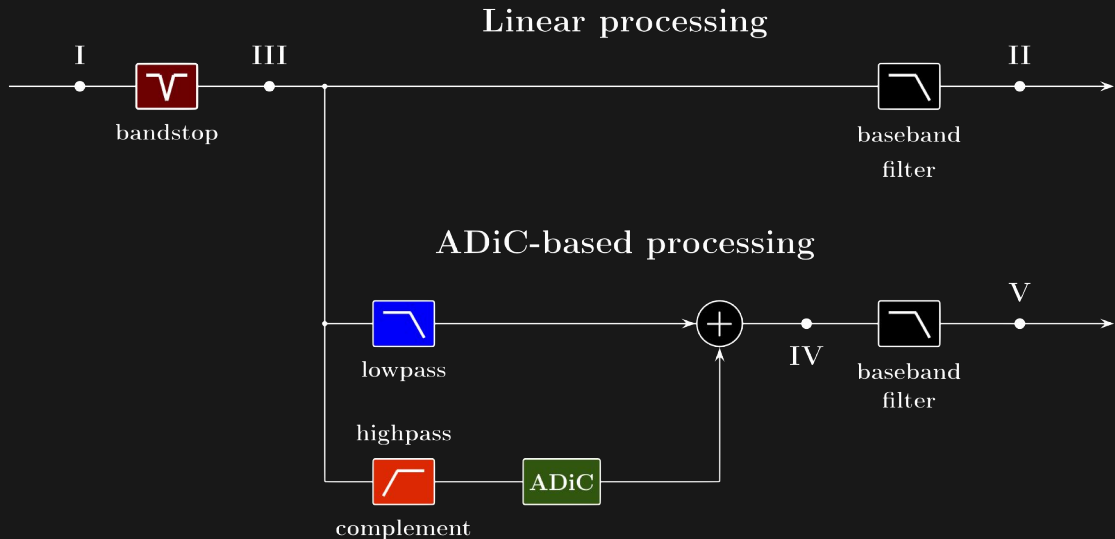 Linear processing
I
III
II
bandstop
baseband
filter
ADiC-based processing
V
IV
lowpass
baseband
filter
highpass
ADiC
complement